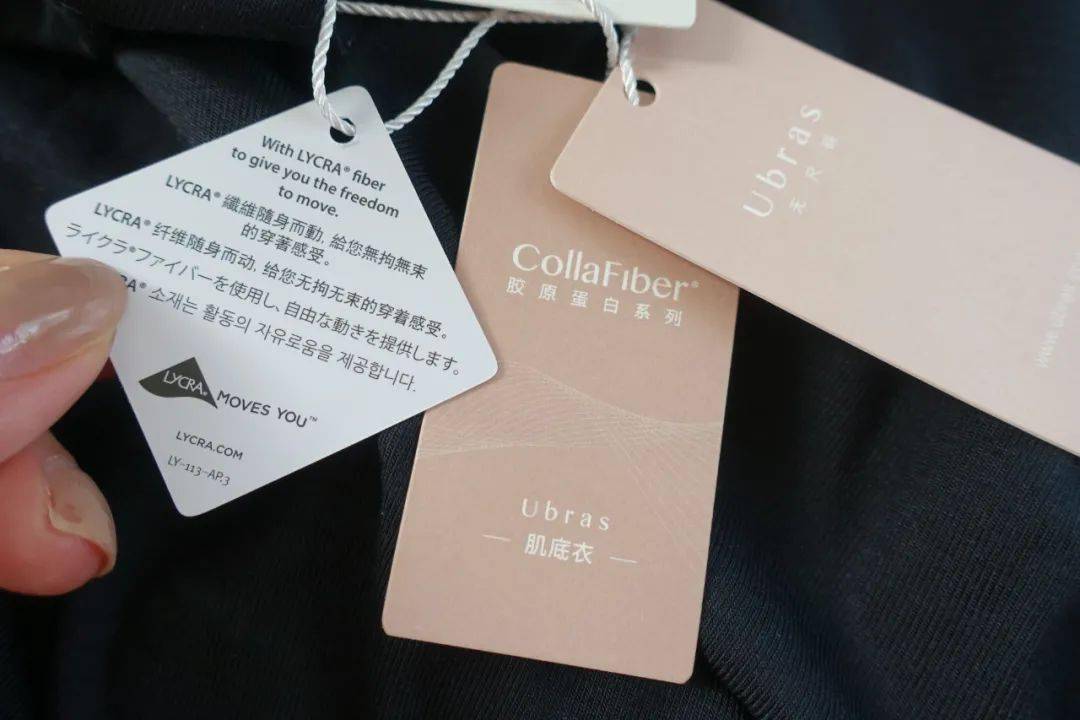 With LYCRA® fiber
to give you the freedom
to move.
LYCRA® 纖維隨身而動, 給您無拘無束
的穿著感受。
LYCRA® 纤维随身而动, 给您无拘无束的穿着感受。
ライクラ®ファイバーを使用し、自由な動きを提供します。
RA® 소재는 활동의 자유로움을 제공합니다.
LYCRA® MOVES YOU™
LYCRA.COM
LY-113-AP.3
CollaFiber®
胶原蛋白系列
Ubras
肌底衣
Ubras
无尺码